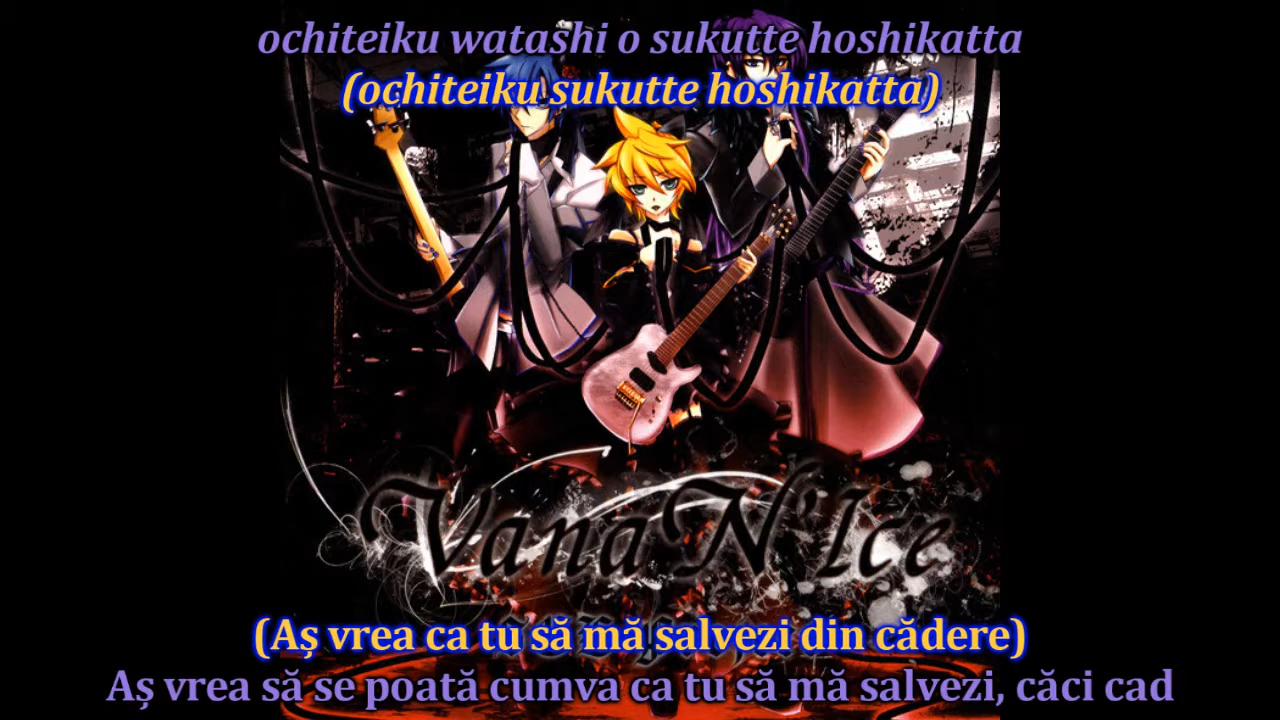 ochiteiku watashi o sukutte hoshikatta
(ochiteiku sukutte hoshikatta)
VanaN'Ice
(Aș vrea ca tu să mă salvezi din cădere)
Aș vrea să se poată cumva ca tu să mă salvezi, căci cad